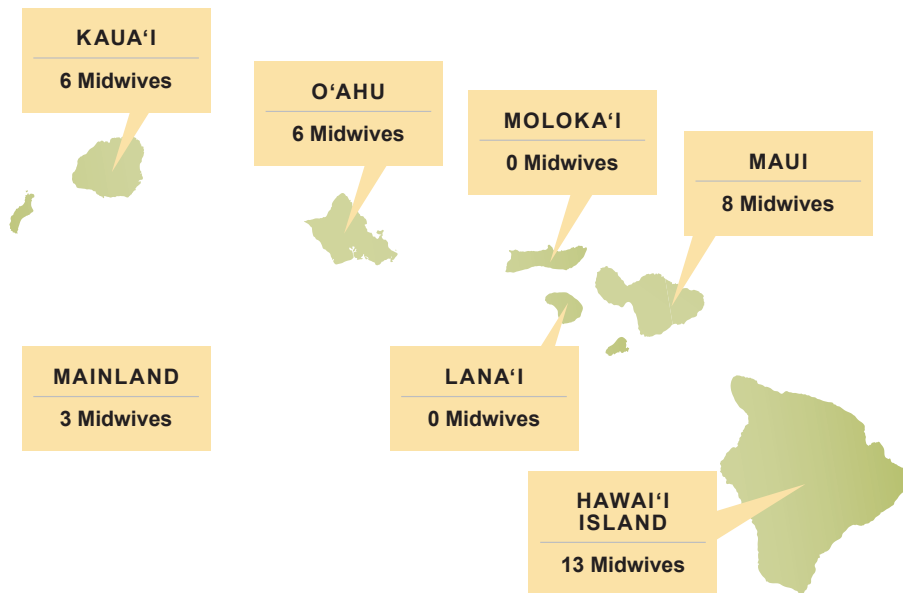 KAUA‘I
6 Midwives
O‘AHU
6 Midwives
MOLOKA‘I
0 Midwives
MAUI
8 Midwives
MAINLAND
3 Midwives
LANA‘I
0 Midwives
HAWAI‘I
ISLAND
13 Midwives